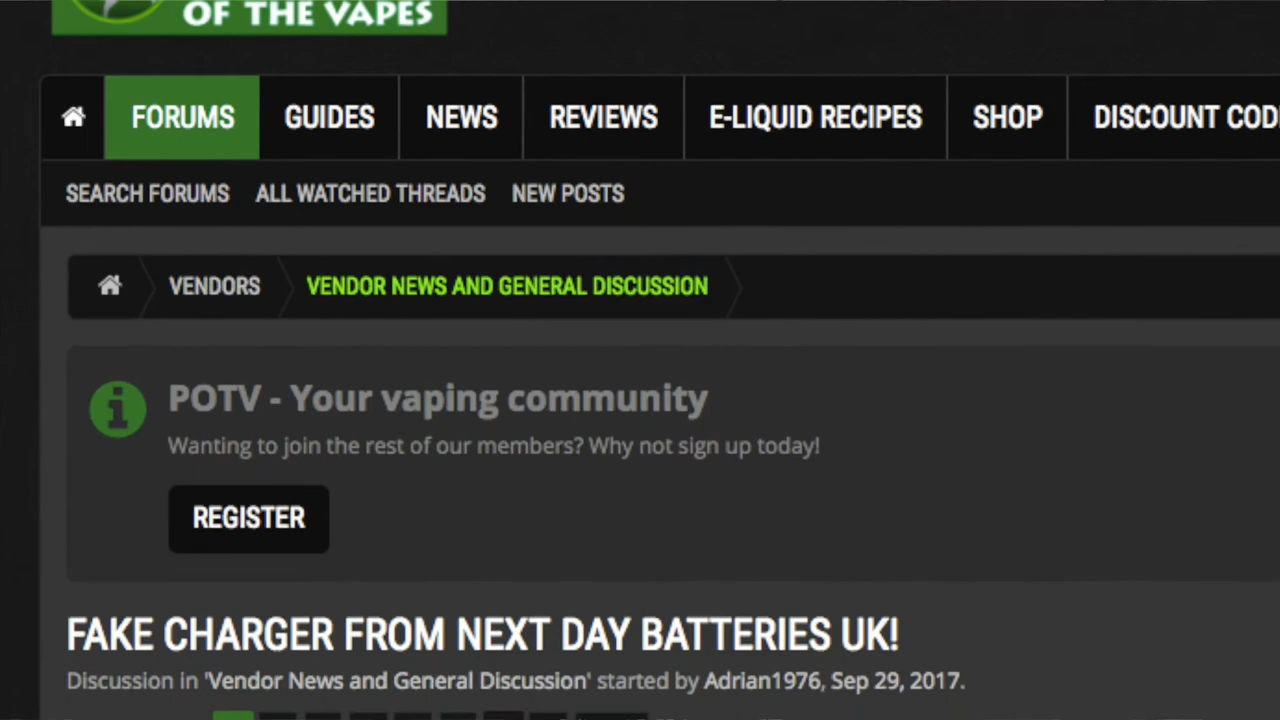 OF THE VAPES
FORUMS GUIDES NEWS REVIEWS E-LIQUID RECIPES SHOP DISCOUNT COD
SEARCH FORUMS ALL WATCHED THREADS NEW POSTS
VENDORS VENDOR NEWS AND GENERAL DISCUSSION
POTV - Your vaping community
Wanting to join the rest of our members? Why not sign up today!
REGISTER
FAKE CHARGER FROM NEXT DAY BATTERIES UK!
Discussion in 'Vendor News and General Discussion' started by Adrian1976, Sep 29, 2017.